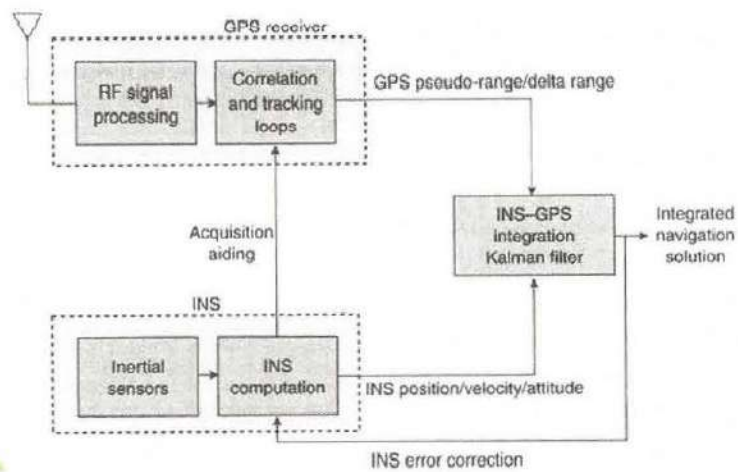 GPS receiver
RF signal
processing
Correlation
and tracking
loops
GPS pseudo-range/delta range
Acquisition
aiding
INS–GPS
integration
Kalman filter
Integrated
navigation
solution
INS
Inertial
sensors
INS
computation
INS position/velocity/attitude
INS error correction